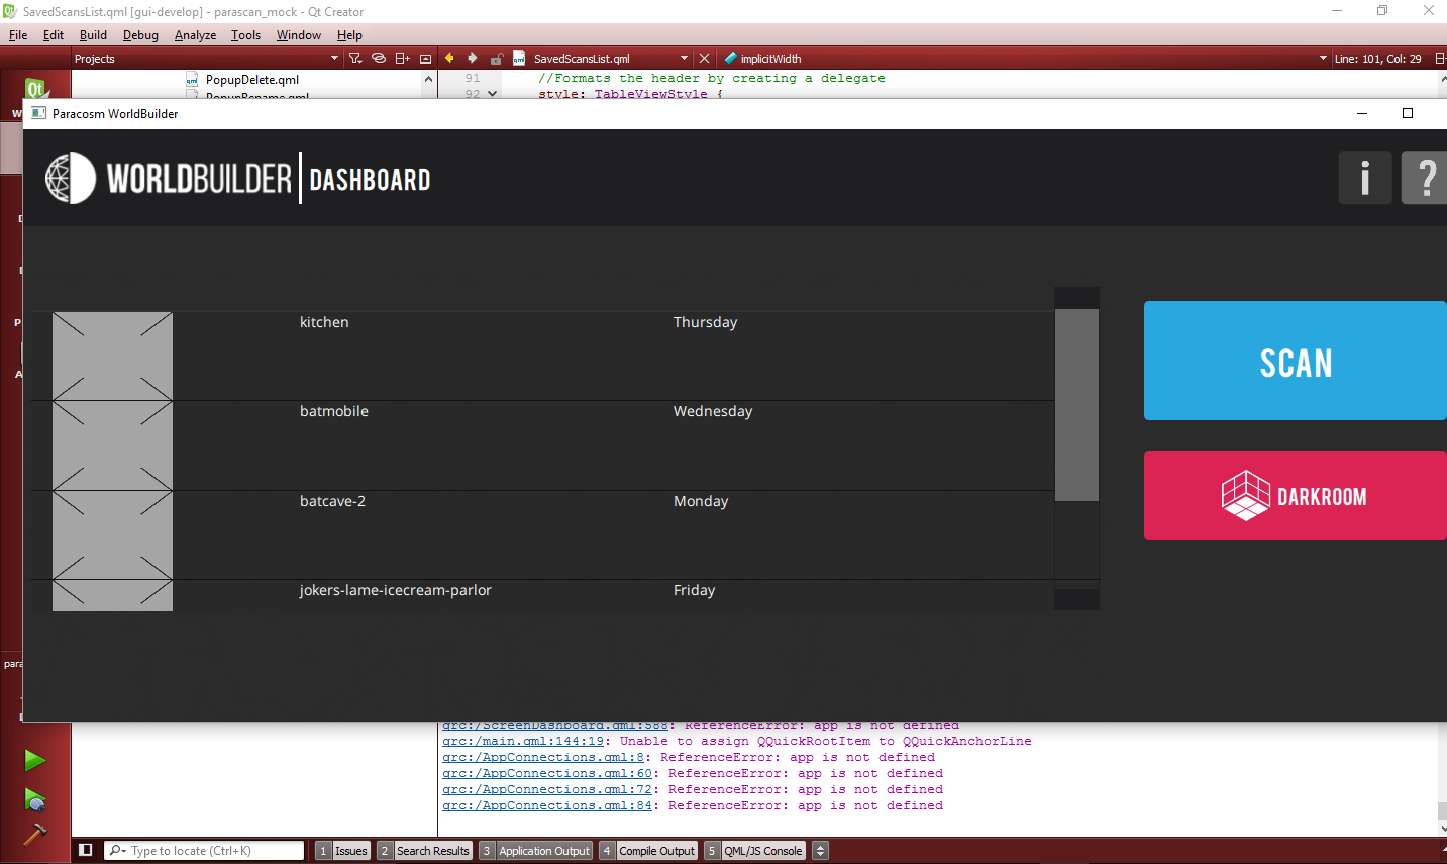 SavedScansList.qml [gui-develop] - parascan_mock - Qt Creator
File Edit Build Debug Analyze Tools Window Help
Projects SavedScansList.qml implicitWidth Line: 101, Col: 29
PopupDelete.qml 91 //Formats the header by creating a delegate
PopupRename.qml 92 style: TableViewStyle {
Paracosm WorldBuilder
WORLDBUILDER DASHBOARD i ?
kitchen Thursday
batmobile Wednesday
batcave-2 Monday
jokers-lame-icecream-parlor Friday
SCAN
DARKROOM
para
qrc:/ScreenDashboard.qml:588: ReferenceError: app is not defined
qrc:/main.qml:144:19: Unable to assign QQuickRootItem to QQuickAnchorLine
qrc:/AppConnections.qml:8: ReferenceError: app is not defined
qrc:/AppConnections.qml:60: ReferenceError: app is not defined
qrc:/AppConnections.qml:72: ReferenceError: app is not defined
qrc:/AppConnections.qml:84: ReferenceError: app is not defined
Type to locate (Ctrl+K) 1 Issues 2 Search Results 3 Application Output 4 Compile Output 5 QML/JS Console